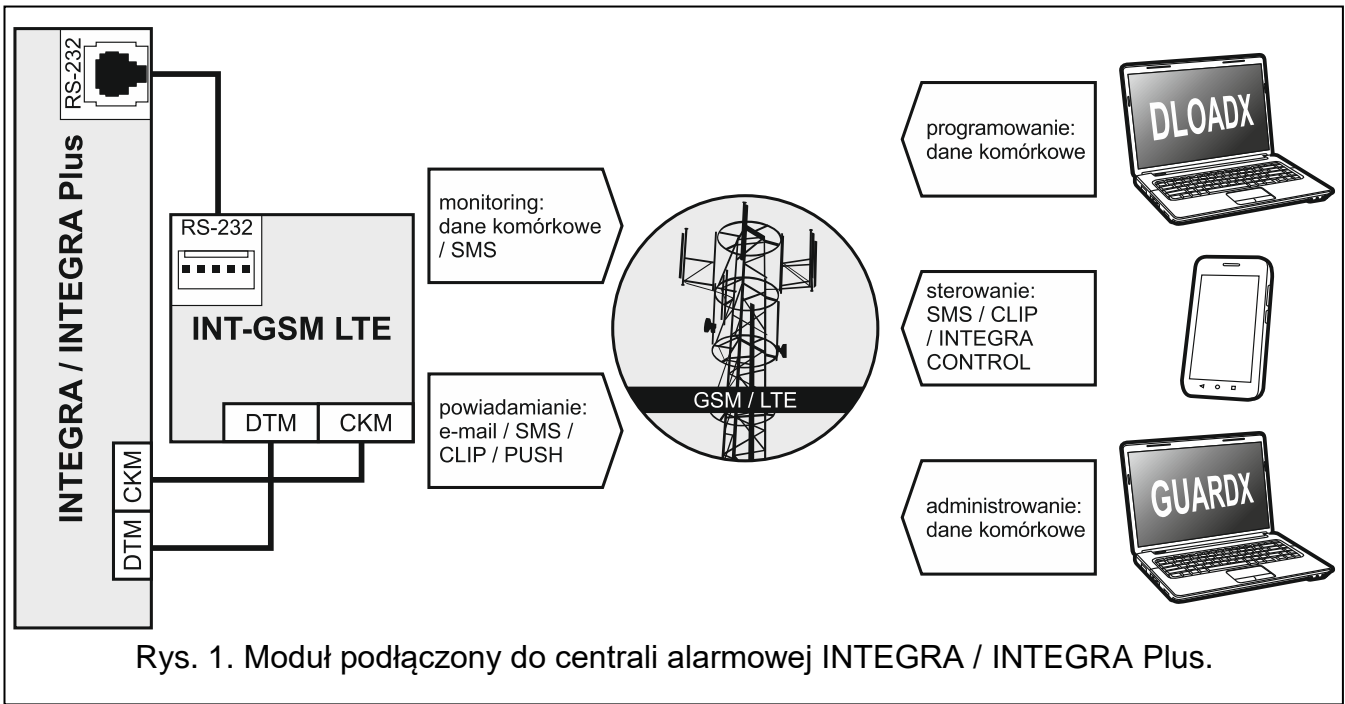 RS-232
INTEGRA / INTEGRA Plus
CKM
DTM
RS-232
INT-GSM LTE
DTM
CKM
monitoring:
dane komórkowe
/ SMS
powiadamianie:
e-mail / SMS /
CLIP / PUSH
GSM / LTE
programowanie:
dane komórkowe
DLOADX
sterowanie:
SMS / CLIP
/ INTEGRA
CONTROL
administrowanie:
dane komórkowe
GUARDX
Rys. 1. Moduł podłączony do centrali alarmowej INTEGRA / INTEGRA Plus.